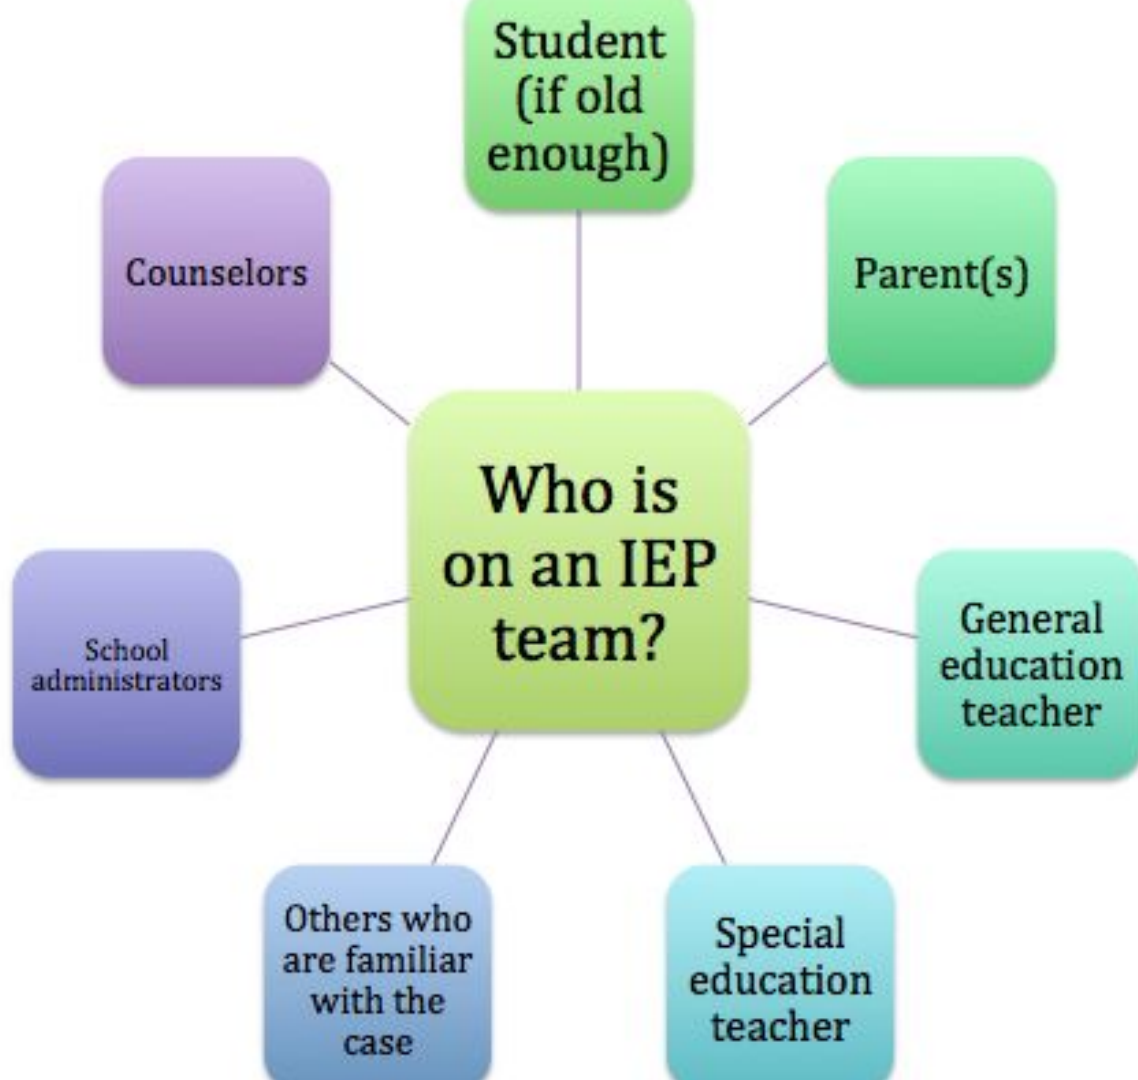 Student
(if old
enough)
Counselors
Parent(s)
Who is
on an IEP
team?
School
administrators
General
education
teacher
Others who
are familiar
with the
case
Special
education
teacher